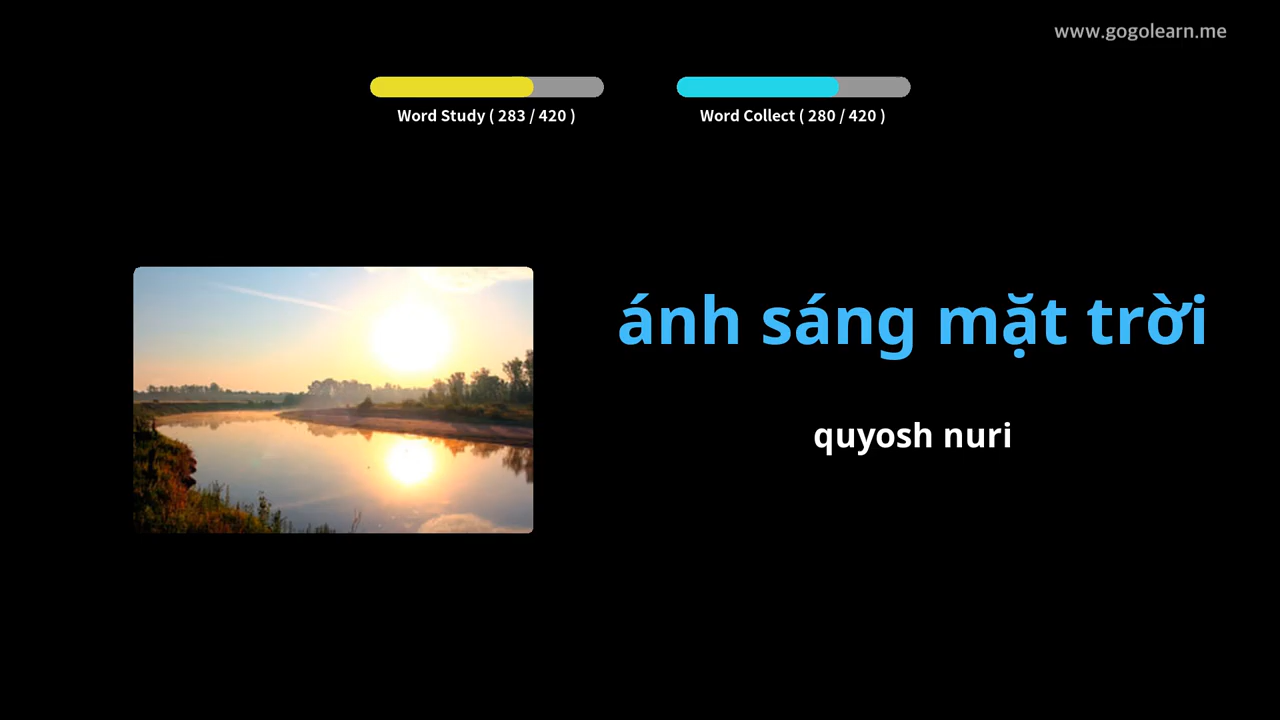 www.gogolearn.me
Word Study ( 283 / 420 )
Word Collect ( 280 / 420 )
ánh sáng mặt trời
quyosh nuri